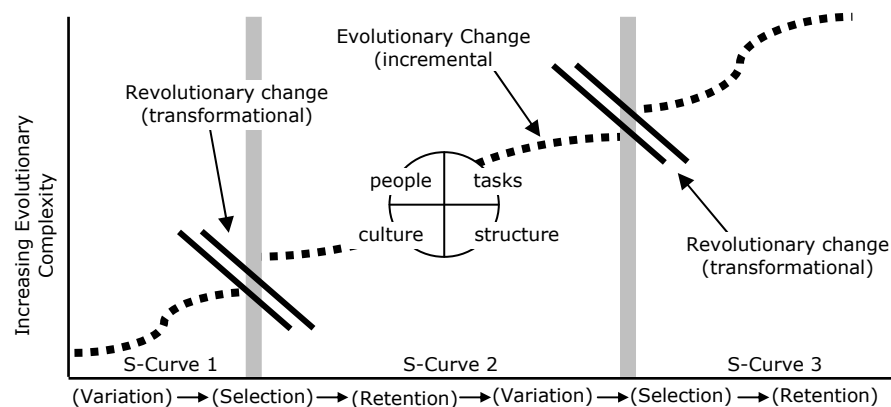 Evolutionary Change
(incremental
Revolutionary change
(transformational)
Increasing Evolutionary
Complexity
people
tasks
culture
structure
Revolutionary change
(transformational)
S-Curve 1
S-Curve 2
S-Curve 3
(Variation) → (Selection) → (Retention) → (Variation) → (Selection) → (Retention)